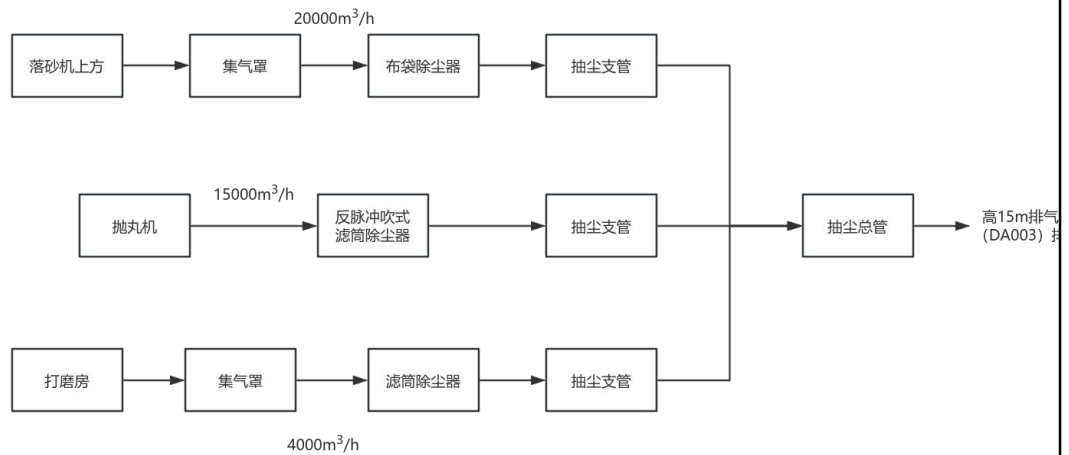 20000m³/h
落砂机上方
集气罩
布袋除尘器
抽尘支管
15000m³/h
抛丸机
反脉冲吹式
滤筒除尘器
抽尘支管
抽尘总管
高15m排气
（DA003）
打磨房
集气罩
滤筒除尘器
抽尘支管
4000m³/h